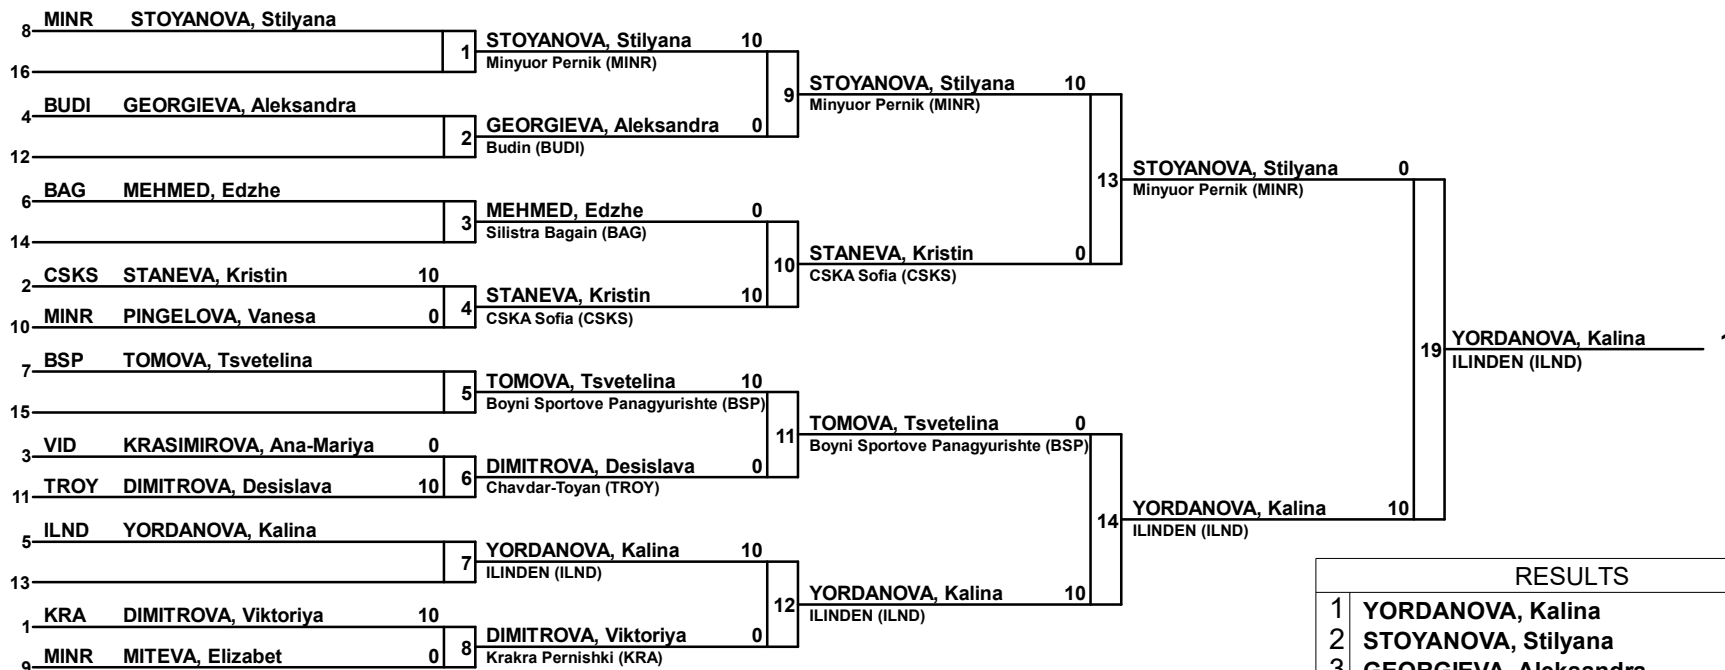 8 MINR STOYANOVA, Stilyana
16
1 STOYANOVA, Stilyana 10
Minyuor Pernik (MINR)
4 BUDI GEORGIEVA, Aleksandra
12
2 GEORGIEVA, Aleksandra 0
Budin (BUDI)
9 STOYANOVA, Stilyana 10
Minyuor Pernik (MINR)
6 BAG MEHMED, Edzhe
14
3 MEHMED, Edzhe 0
Silistra Bagain (BAG)
2 CSKS STANEVA, Kristin 10
10 MINR PINGELOVA, Vanesa 0
4 STANEVA, Kristin 10
CSKA Sofia (CSKS)
10 STANEVA, Kristin 0
CSKA Sofia (CSKS)
13 STOYANOVA, Stilyana 0
Minyuor Pernik (MINR)
7 BSP TOMOVA, Tsvetelina
15
5 TOMOVA, Tsvetelina 10
Boyni Sportove Panagyurishte (BSP)
3 VID KRASIMIROVA, Ana-Mariya 0
11 TROY DIMITROVA, Desislava 10
6 DIMITROVA, Desislava 0
Chavdar-Toyan (TROY)
11 TOMOVA, Tsvetelina 0
Boyni Sportove Panagyurishte (BSP)
5 ILND YORDANOVA, Kalina
13
7 YORDANOVA, Kalina 10
ILINDEN (ILND)
1 KRA DIMITROVA, Viktoriya 10
9 MINR MITEVA, Elizabet 0
8 DIMITROVA, Viktoriya 0
Krakra Pernishki (KRA)
12 YORDANOVA, Kalina 10
ILINDEN (ILND)
14 YORDANOVA, Kalina 10
ILINDEN (ILND)
19 YORDANOVA, Kalina
ILINDEN (ILND)
RESULTS
1 YORDANOVA, Kalina
2 STOYANOVA, Stilyana
3 GEORGIEVA, Aleksandra